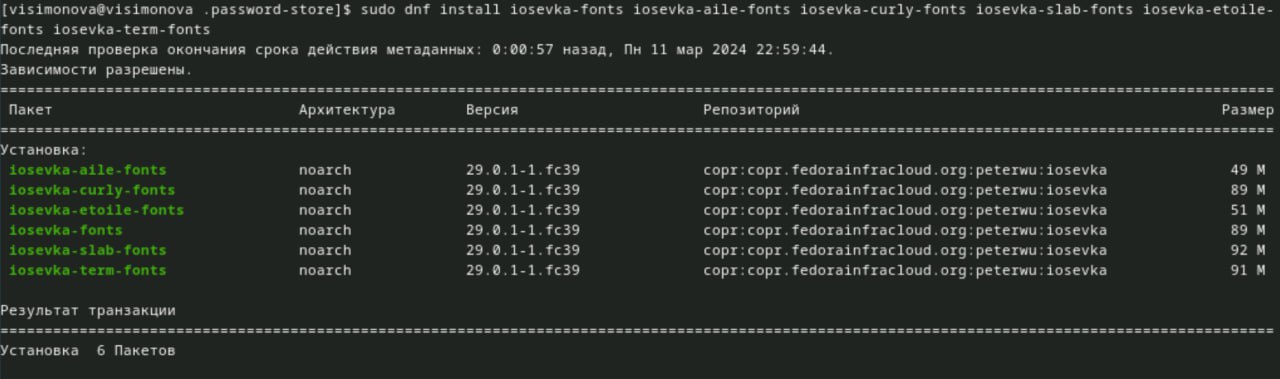 [visimonova@visimonova .password-store]$ sudo dnf install iosevka-fonts iosevka-aile-fonts iosevka-curly-fonts iosevka-slab-fonts iosevka-etoile-
fonts iosevka-term-fonts
Последняя проверка окончания срока действия метаданных: 0:00:57 назад, Пн 11 мар 2024 22:59:44.
Зависимости разрешены.
================================================================================
Пакет Архитектура Версия Репозиторий Размер
================================================================================
Установка:
iosevka-aile-fonts noarch 29.0.1-1.fc39 copr:copr.fedorainfracloud.org:peterwu:iosevka 49 M
iosevka-curly-fonts noarch 29.0.1-1.fc39 copr:copr.fedorainfracloud.org:peterwu:iosevka 89 M
iosevka-etoile-fonts noarch 29.0.1-1.fc39 copr:copr.fedorainfracloud.org:peterwu:iosevka 51 M
iosevka-fonts noarch 29.0.1-1.fc39 copr:copr.fedorainfracloud.org:peterwu:iosevka 89 M
iosevka-slab-fonts noarch 29.0.1-1.fc39 copr:copr.fedorainfracloud.org:peterwu:iosevka 92 M
iosevka-term-fonts noarch 29.0.1-1.fc39 copr:copr.fedorainfracloud.org:peterwu:iosevka 91 M
Результат транзакции
================================================================================
Установка 6 Пакетов